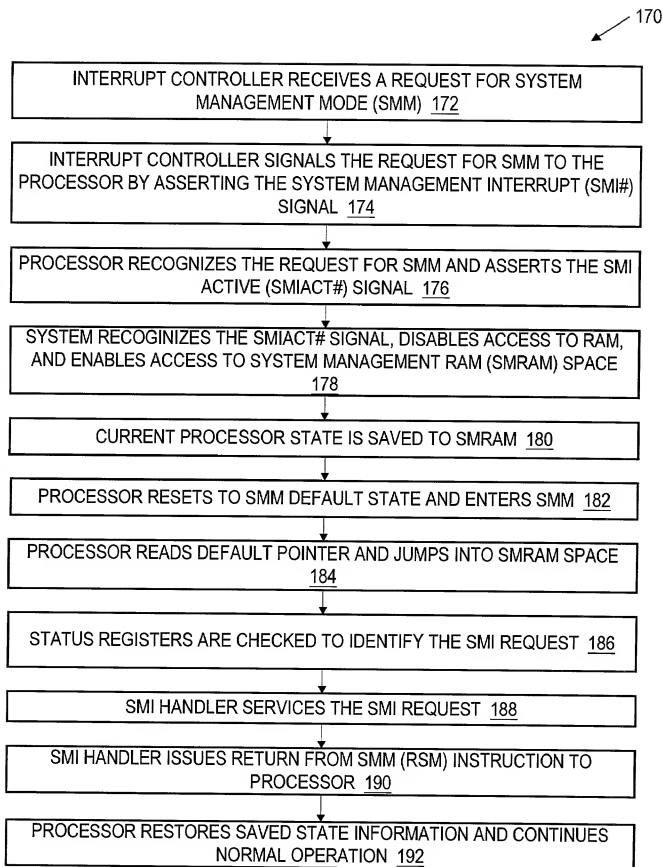 170
INTERRUPT CONTROLLER RECEIVES A REQUEST FOR SYSTEM
MANAGEMENT MODE (SMM) 172
INTERRUPT CONTROLLER SIGNALS THE REQUEST FOR SMM TO THE
PROCESSOR BY ASSERTING THE SYSTEM MANAGEMENT INTERRUPT (SMI#)
SIGNAL 174
PROCESSOR RECOGNIZES THE REQUEST FOR SMM AND ASSERTS THE SMI
ACTIVE (SMIACT#) SIGNAL 176
SYSTEM RECOGINIZES THE SMIACT# SIGNAL, DISABLES ACCESS TO RAM,
AND ENABLES ACCESS TO SYSTEM MANAGEMENT RAM (SMRAM) SPACE
178
CURRENT PROCESSOR STATE IS SAVED TO SMRAM 180
PROCESSOR RESETS TO SMM DEFAULT STATE AND ENTERS SMM 182
PROCESSOR READS DEFAULT POINTER AND JUMPS INTO SMRAM SPACE
184
STATUS REGISTERS ARE CHECKED TO IDENTIFY THE SMI REQUEST 186
SMI HANDLER SERVICES THE SMI REQUEST 188
SMI HANDLER ISSUES RETURN FROM SMM (RSM) INSTRUCTION TO
PROCESSOR 190
PROCESSOR RESTORES SAVED STATE INFORMATION AND CONTINUES
NORMAL OPERATION 192